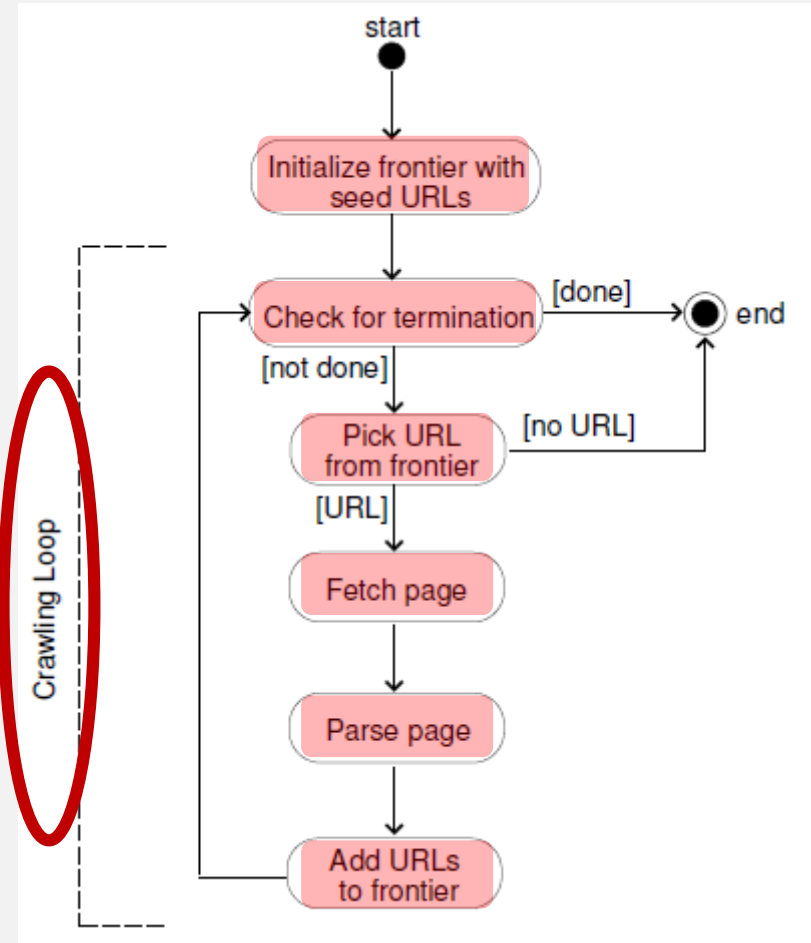 start
Initialize frontier with
seed URLs
Check for termination
[done]
end
[not done]
Pick URL
from frontier
[no URL]
[URL]
Fetch page
Crawling Loop
Parse page
Add URLs
to frontier